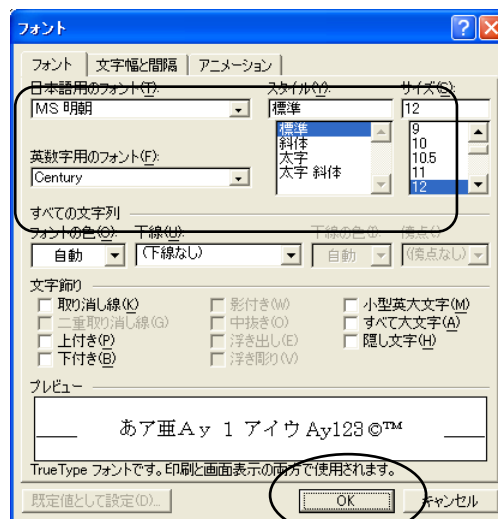 フォント
フォント 文字幅と間隔 アニメーション
日本語用のフォント(T): スタイル(Y): サイズ(S):
MS 明朝 標準 12
標準 9
斜体 10
太字 10.5
太字 斜体 11
12
英数字用のフォント(F):
Century
すべての文字列
フォントの色(C): 下線(U): 下線の色(I): 傍点(:)
自動 (下線なし) 自動 (傍点なし)
文字飾り
取り消し線(K) 影付き(W) 小型英大文字(M)
二重取り消し線(G) 中抜き(O) すべて大文字(A)
上付き(P) 浮き出し(E) 隠し文字(H)
下付き(B) 浮き彫り(V)
プレビュー
あア亜Ay 1 アイウ Ay123©™
TrueType フォントです。印刷と画面表示の両方で使用されます。
既定値として設定(D)... OK キャンセル